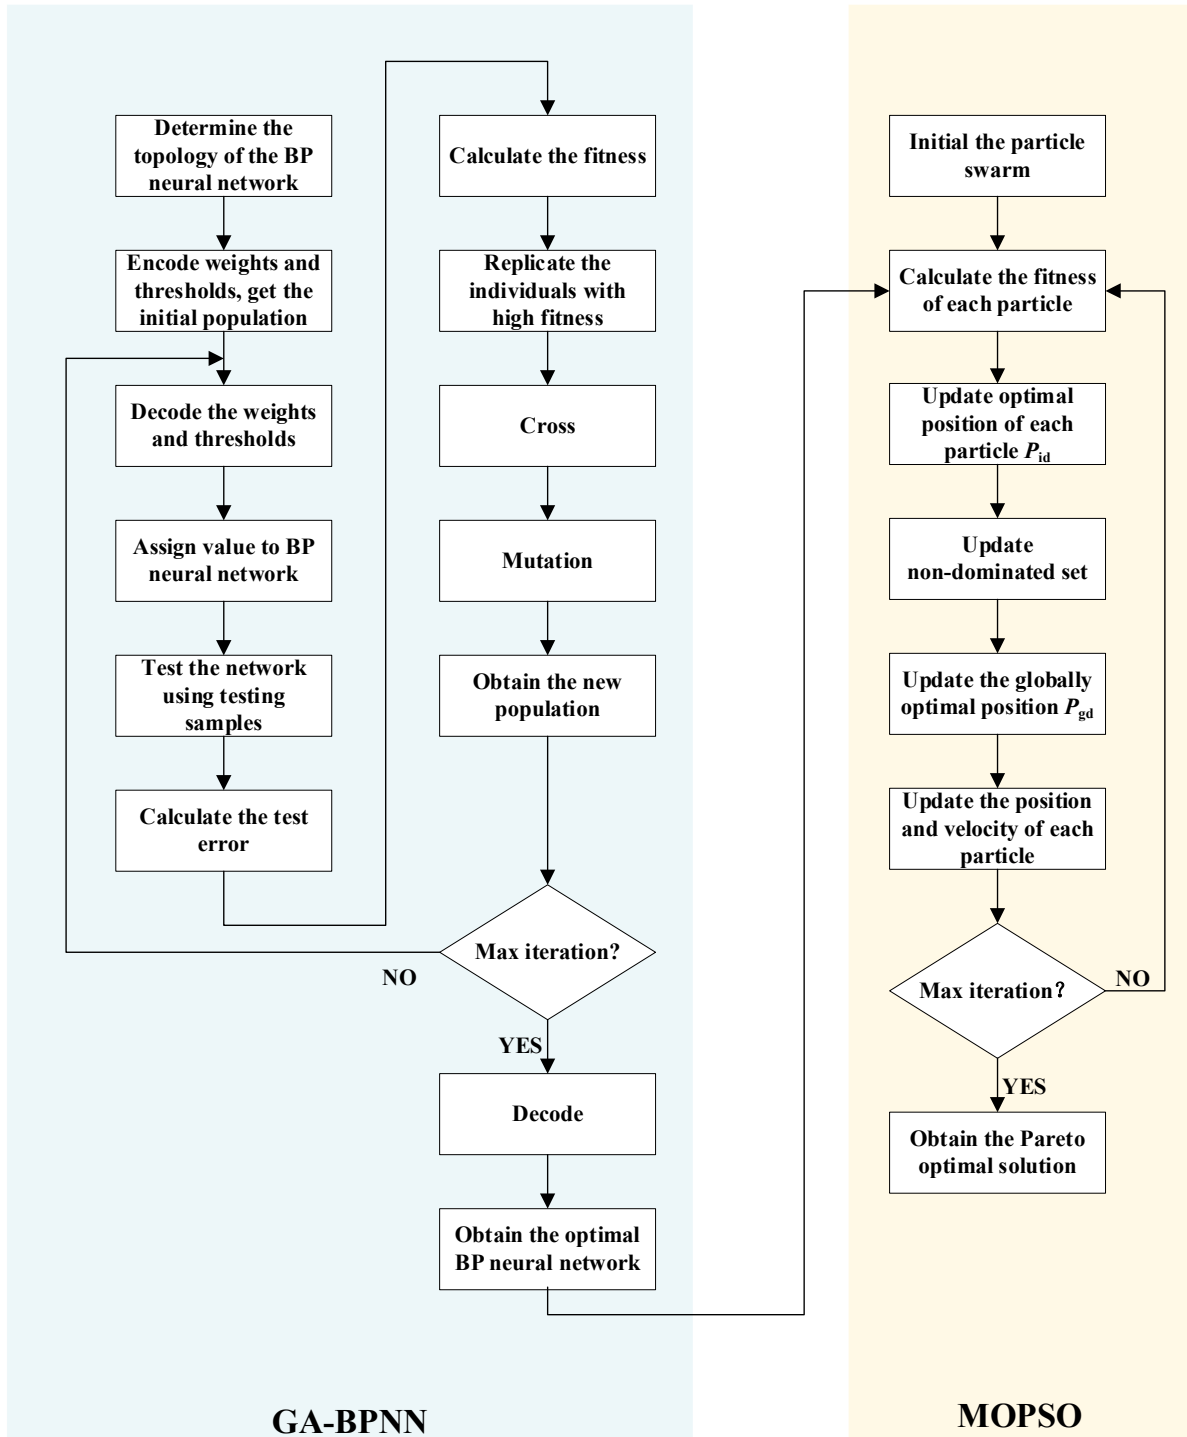 Determine the
topology of the BP
neural network
Encode weights and
thresholds, get the
initial population
Decode the weights
and thresholds
Assign value to BP
neural network
Test the network
using testing
samples
Calculate the test
error
Calculate the fitness
Replicate the
individuals with
high fitness
Cross
Mutation
Obtain the new
population
Max iteration?
NO
YES
Decode
Obtain the optimal
BP neural network
GA-BPNN
Initial the particle
swarm
Calculate the fitness
of each particle
Update optimal
position of each
particle Pid
Update
non-dominated set
Update the globally
optimal position Pgd
Update the position
and velocity of each
particle
Max iteration？
NO
YES
Obtain the Pareto
optimal solution
MOPSO